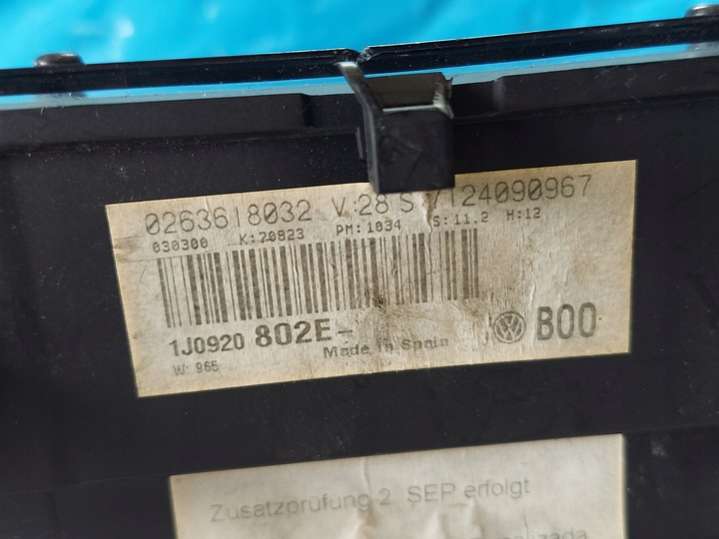 0263618032 V:28 S 7124090967
030300 K:20823 PM:1034 S:11.2 H:12
1J0920 802E- B00
Made in Spain
W: 965
Zusatzprüfung 2 SEP erfolgt